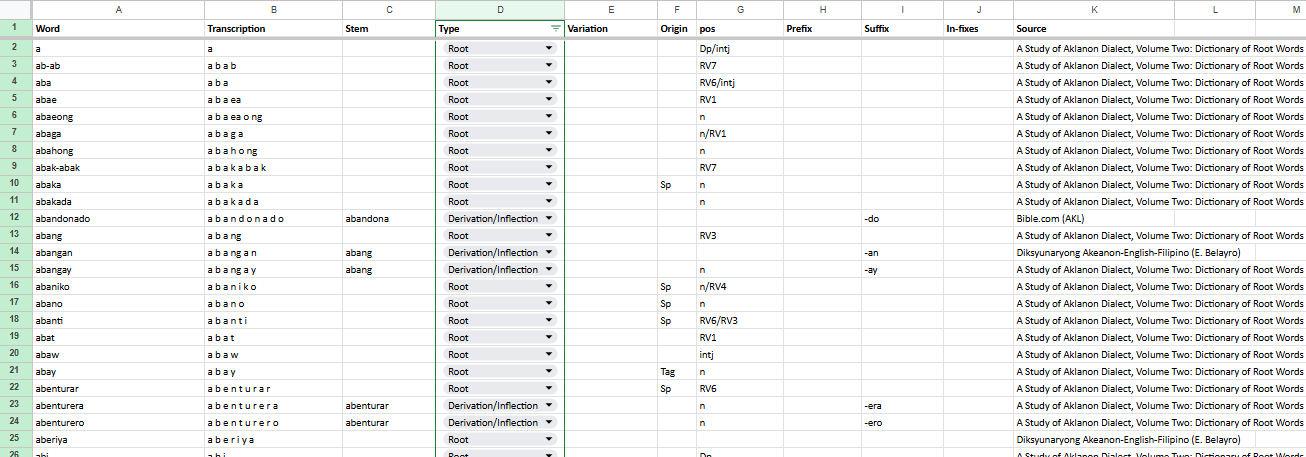 A B C D E F G H I J K L M
1 Word Transcription Stem Type Variation Origin pos Prefix Suffix In-fixes Source
2 a a Root Dp/intj A Study of Aklanon Dialect, Volume Two: Dictionary of Root Words
3 ab-ab a b a b Root RV7 A Study of Aklanon Dialect, Volume Two: Dictionary of Root Words
4 aba a b a Root RV6/intj A Study of Aklanon Dialect, Volume Two: Dictionary of Root Words
5 abae a b a ea Root RV1 A Study of Aklanon Dialect, Volume Two: Dictionary of Root Words
6 abaeong a b a ea o ng Root n A Study of Aklanon Dialect, Volume Two: Dictionary of Root Words
7 abaga a b a g a Root n/RV1 A Study of Aklanon Dialect, Volume Two: Dictionary of Root Words
8 abahong a b a h o ng Root n A Study of Aklanon Dialect, Volume Two: Dictionary of Root Words
9 abak-abak a b a k a b a k Root RV7 A Study of Aklanon Dialect, Volume Two: Dictionary of Root Words
10 abaka a b a k a Root Sp n A Study of Aklanon Dialect, Volume Two: Dictionary of Root Words
11 abakada a b a k a d a Root n A Study of Aklanon Dialect, Volume Two: Dictionary of Root Words
12 abandonado a b a n d o n a d o abandona Derivation/Inflection -do Bible.com (AKL)
13 abang a b a ng Root RV3 A Study of Aklanon Dialect, Volume Two: Dictionary of Root Words
14 abangan a b a ng a n abang Derivation/Inflection -an Diksyunaryong Akeanon-English-Filipino (E. Belayro)
15 abangay a b a ng a y abang Derivation/Inflection n -ay A Study of Aklanon Dialect, Volume Two: Dictionary of Root Words
16 abaniko a b a n i k o Root Sp n/RV4 A Study of Aklanon Dialect, Volume Two: Dictionary of Root Words
17 abano a b a n o Root Sp n A Study of Aklanon Dialect, Volume Two: Dictionary of Root Words
18 abanti a b a n t i Root Sp RV6/RV3 A Study of Aklanon Dialect, Volume Two: Dictionary of Root Words
19 abat a b a t Root RV1 A Study of Aklanon Dialect, Volume Two: Dictionary of Root Words
20 abaw a b a w Root intj A Study of Aklanon Dialect, Volume Two: Dictionary of Root Words
21 abay a b a y Root Tag n A Study of Aklanon Dialect, Volume Two: Dictionary of Root Words
22 abenturar a b e n t u r a r Root Sp RV6 A Study of Aklanon Dialect, Volume Two: Dictionary of Root Words
23 abenturera a b e n t u r e r a abenturar Derivation/Inflection n -era A Study of Aklanon Dialect, Volume Two: Dictionary of Root Words
24 abenturero a b e n t u r e r o abenturar Derivation/Inflection n -ero A Study of Aklanon Dialect, Volume Two: Dictionary of Root Words
25 aberiya a b e r i y a Root Diksyunaryong Akeanon-English-Filipino (E. Belayro)
26 abi a b i Root Dp A Study of Aklanon Dialect, Volume Two: Dictionary of Root Words